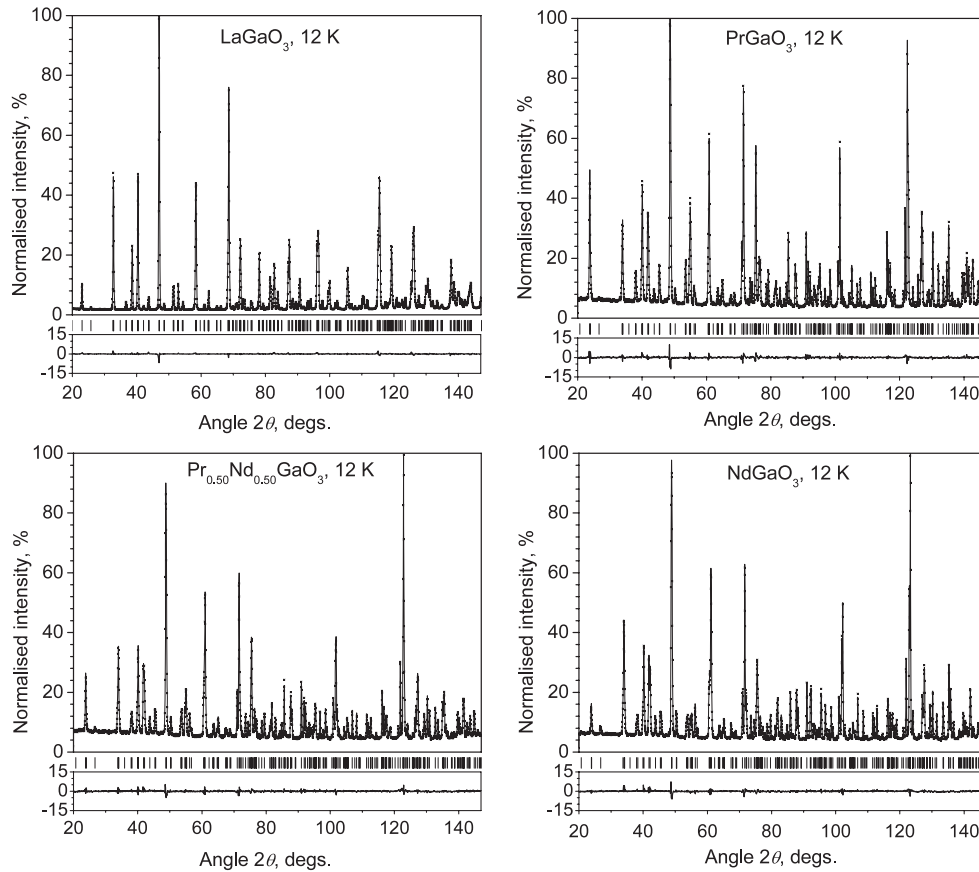 LaGaO3, 12 K
Normalised intensity, %
100
80
60
40
20
0
15
0
-15
20 40 60 80 100 120 140
Angle 2θ, degs.
PrGaO3, 12 K
Normalised intensity, %
100
80
60
40
20
0
15
0
-15
20 40 60 80 100 120 140
Angle 2θ, degs.
Pr0.50Nd0.50GaO3, 12 K
Normalised intensity, %
100
80
60
40
20
0
15
0
-15
20 40 60 80 100 120 140
Angle 2θ, degs.
NdGaO3, 12 K
Normalised intensity, %
100
80
60
40
20
0
15
0
-15
20 40 60 80 100 120 140
Angle 2θ, degs.